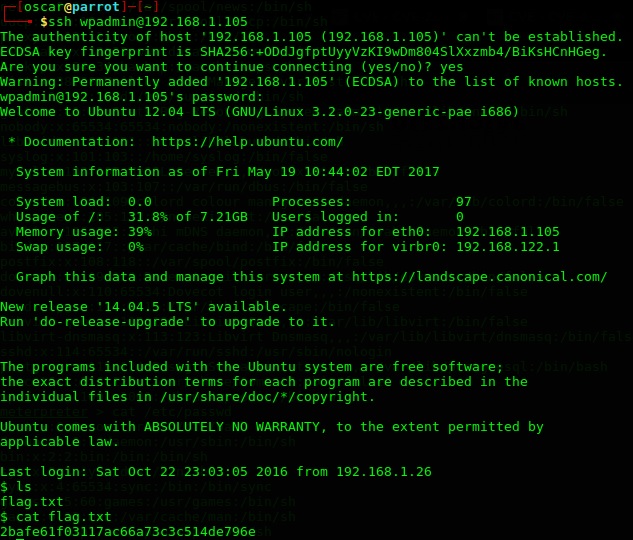 ┌─[oscar@parrot]─[~]
└──╼ $ssh wpadmin@192.168.1.105
The authenticity of host '192.168.1.105 (192.168.1.105)' can't be established.
ECDSA key fingerprint is SHA256:+ODdJgfptUyyVzKI9wDm804SlXxzmb4/BiKsHCnHGeg.
Are you sure you want to continue connecting (yes/no)? yes
Warning: Permanently added '192.168.1.105' (ECDSA) to the list of known hosts.
wpadmin@192.168.1.105's password:
Welcome to Ubuntu 12.04 LTS (GNU/Linux 3.2.0-23-generic-pae i686)
* Documentation:  https://help.ubuntu.com/
System information as of Fri May 19 10:44:02 EDT 2017
System load:  0.0               Processes:           97
Usage of /:   31.8% of 7.21GB   Users logged in:     0
Memory usage: 39%               IP address for eth0:   192.168.1.105
Swap usage:   0%                IP address for virbr0: 192.168.122.1
Graph this data and manage this system at https://landscape.canonical.com/
New release '14.04.5 LTS' available.
Run 'do-release-upgrade' to upgrade to it.
The programs included with the Ubuntu system are free software;
the exact distribution terms for each program are described in the
individual files in /usr/share/doc/*/copyright.
Ubuntu comes with ABSOLUTELY NO WARRANTY, to the extent permitted by
applicable law.
Last login: Sat Oct 22 23:03:05 2016 from 192.168.1.26
$ ls
flag.txt
$ cat flag.txt
2bafe61f03117ac66a73c3c514de796e